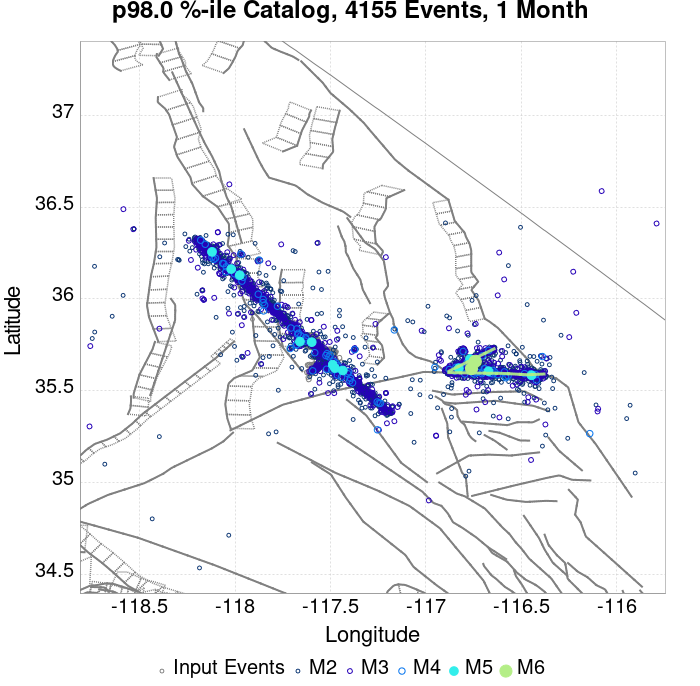 p98.0 %-ile Catalog, 4155 Events, 1 Month
37
36.5
36
35.5
35
34.5
Latitude
-118.5 -118 -117.5 -117 -116.5 -116
Longitude
Input Events M2 M3 M4 M5 M6